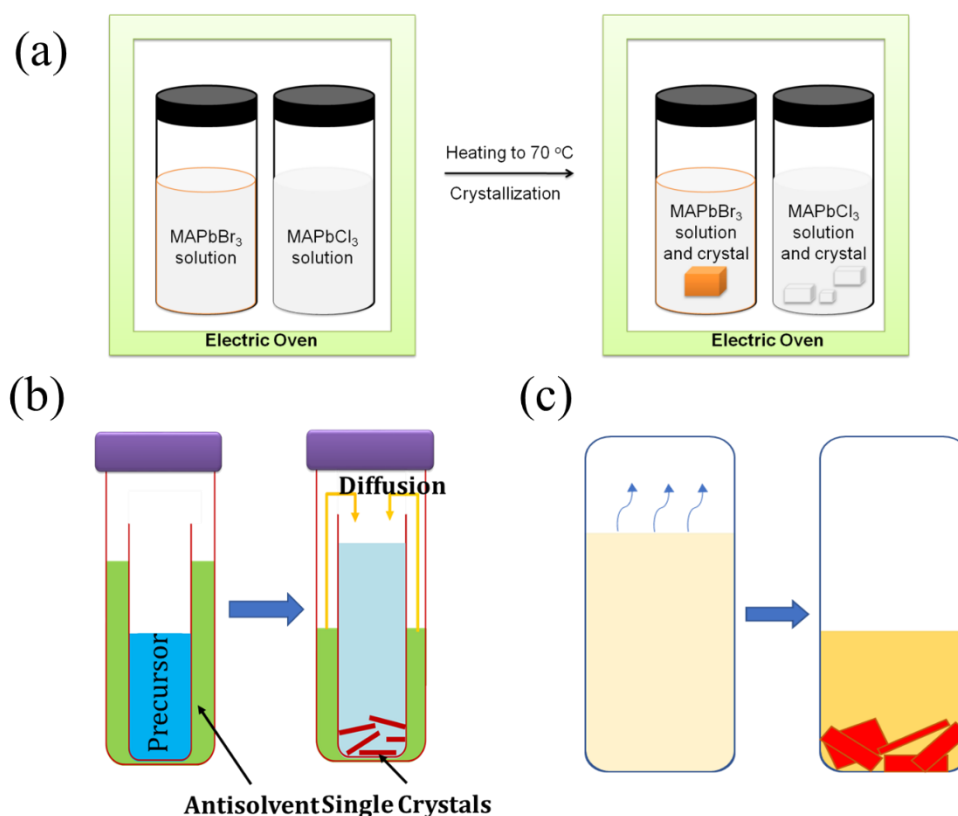 (a)
MAPbBr₃
solution
MAPbCl₃
solution
Electric Oven
Heating to 70 °C
Crystallization
MAPbBr₃
solution
and crystal
MAPbCl₃
solution
and crystal
Electric Oven
(b)
Precursor
Diffusion
Antisolvent
Single Crystals
(c)